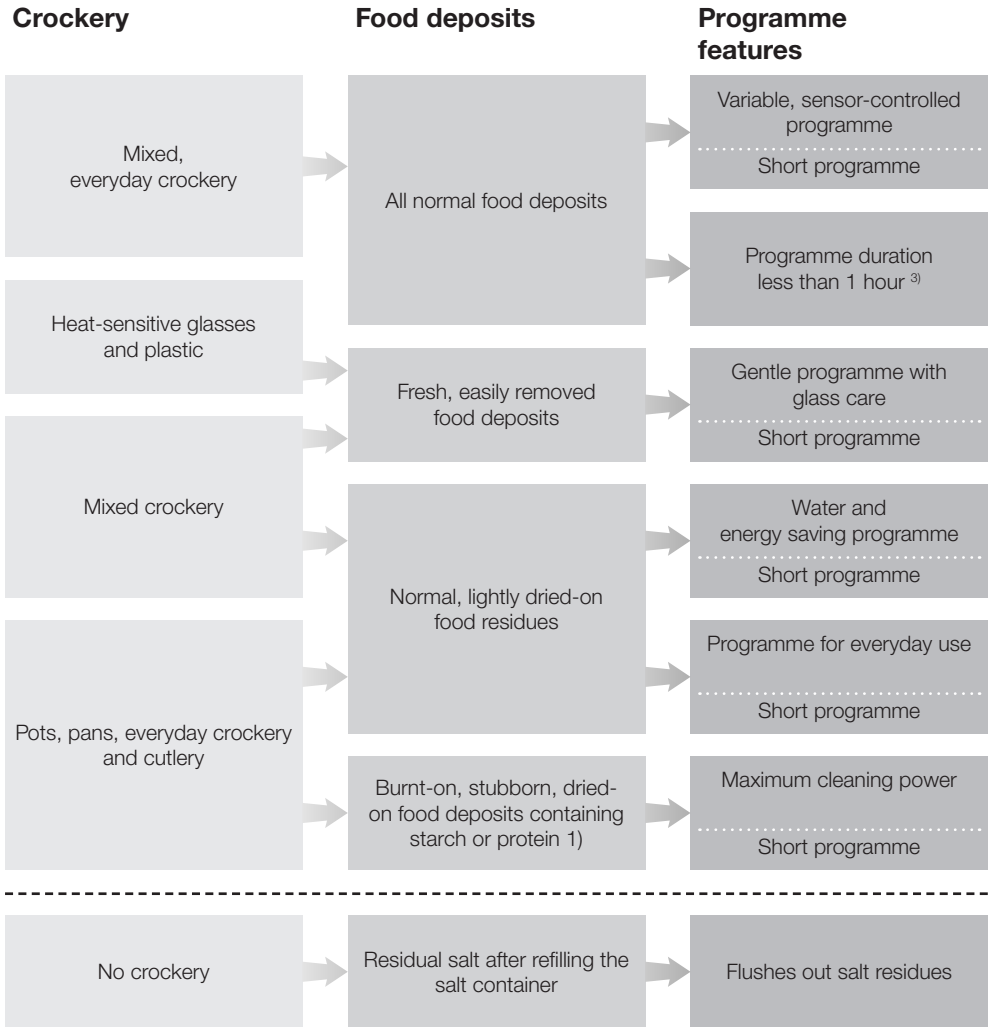 Crockery
Food deposits
Programme
features
Mixed,
everyday crockery
All normal food deposits
Variable, sensor-controlled
programme
Short programme
Programme duration
less than 1 hour 3)
Heat-sensitive glasses
and plastic
Fresh, easily removed
food deposits
Gentle programme with
glass care
Short programme
Mixed crockery
Normal, lightly dried-on
food residues
Water and
energy saving programme
Short programme
Programme for everyday use
Short programme
Pots, pans, everyday crockery
and cutlery
Burnt-on, stubborn, dried-
on food deposits containing
starch or protein 1)
Maximum cleaning power
Short programme
No crockery
Residual salt after refilling the
salt container
Flushes out salt residues